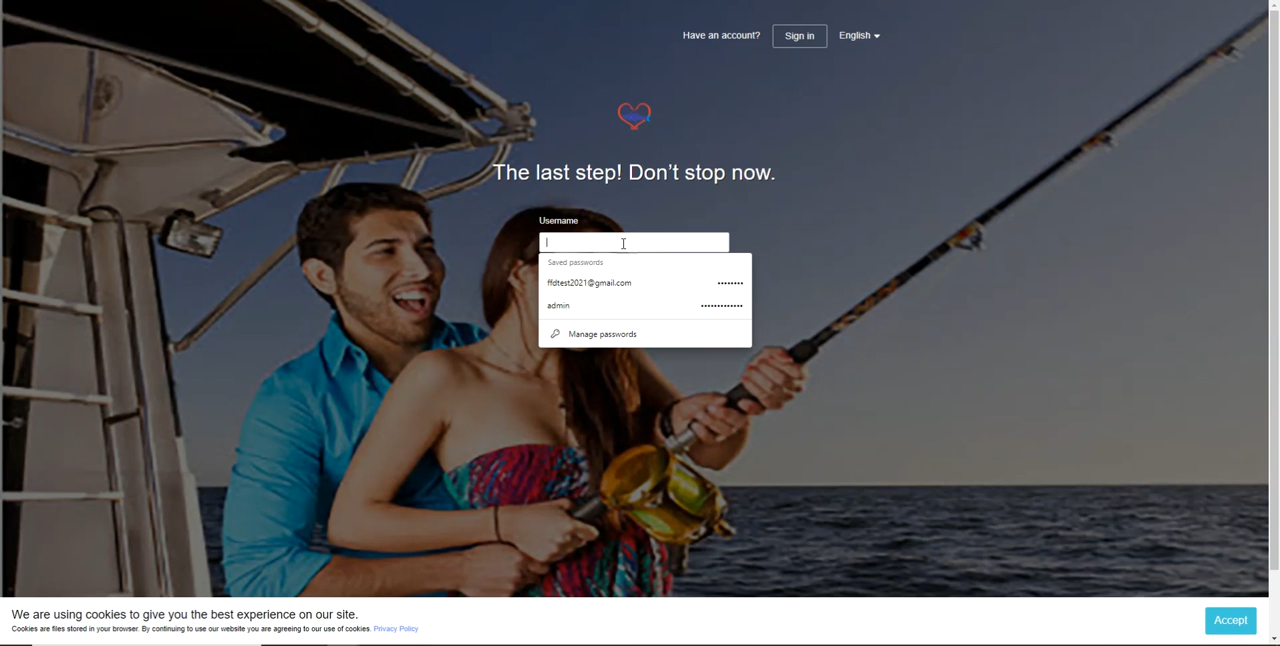 Have an account?
Sign in
English
The last step! Don't stop now.
Username
Saved passwords
ffdtest2021@gmail.com ••••••••
admin •••••••••••••
Manage passwords
We are using cookies to give you the best experience on our site.
Cookies are files stored in your browser. By continuing to use our website you are agreeing to our use of cookies. Privacy Policy
Accept